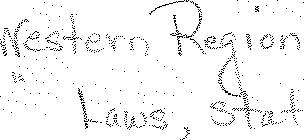 Western Region
" Laws, Stat